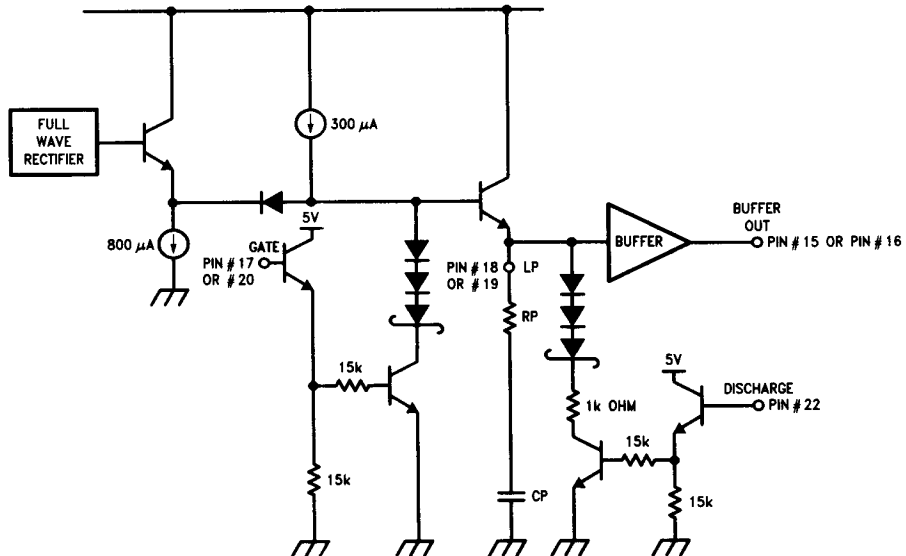 FULL
WAVE
RECTIFIER
300 µA
800 µA
5V
GATE
PIN #17
OR #20
15k
15k
PIN #18
OR #19
LP
RP
CP
BUFFER
BUFFER
OUT
PIN #15 OR PIN #16
1k OHM
5V
DISCHARGE
PIN #22
15k
15k